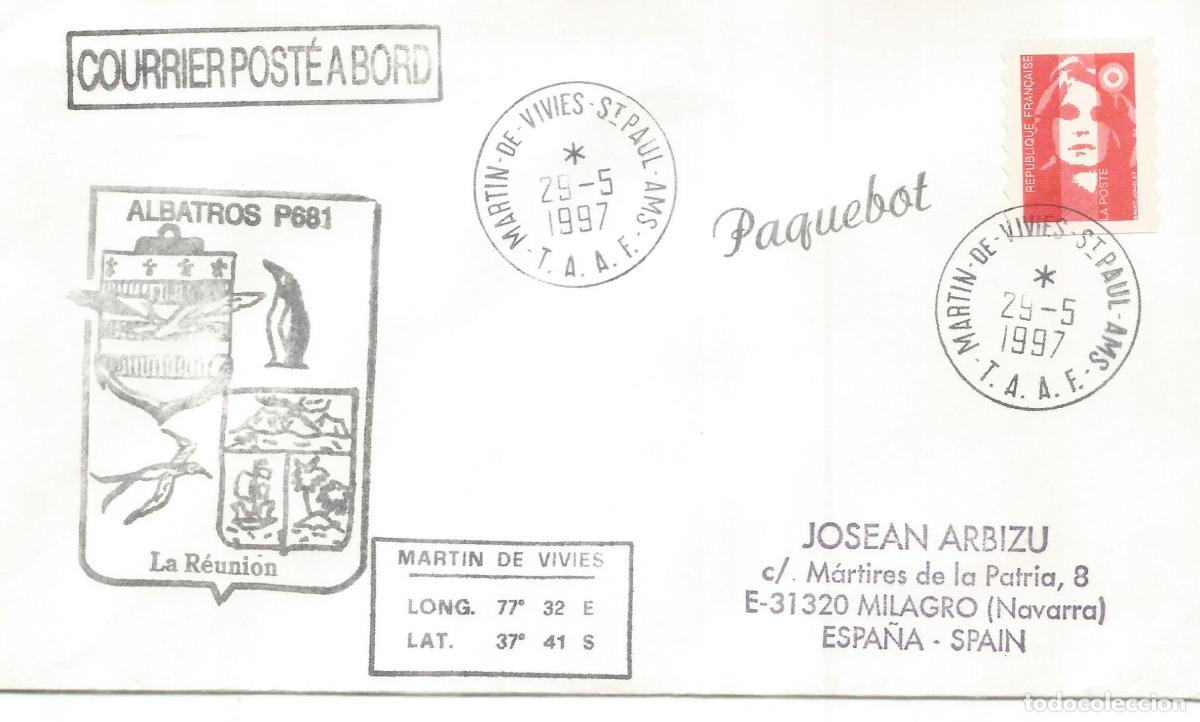 COURRIER POSTÉ A BORD
MARTIN-DE-VIVIES-ST PAUL-AMS
*
29-5
1997
-T.A.A.F.-
Paquebot
REPUBLIQUE FRANÇAISE
LA POSTE
MARTIN-DE-VIVIES-ST PAUL-AMS
*
29-5
1997
-T.A.A.F.-
ALBATROS P681
La Réunion
MARTIN DE VIVIES
LONG. 77° 32 E
LAT. 37° 41 S
JOSEAN ARBIZU
c/. Mártires de la Patria, 8
E-31320 MILAGRO (Navarra)
ESPAÑA - SPAIN
todocoleccion